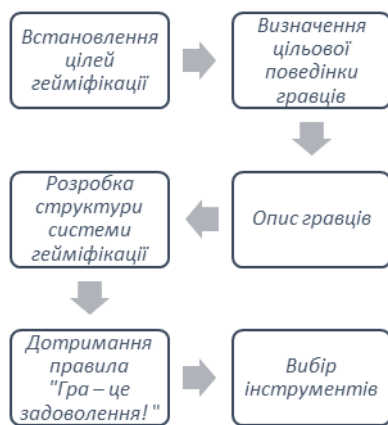 Встановлення
цілей
гейміфікації
Визначення
цільової
поведінки
гравців
Опис гравців
Розробка
структури
системи
гейміфікації
Дотримання
правила
"Гра – це
задоволення! "
Вибір
інструментів